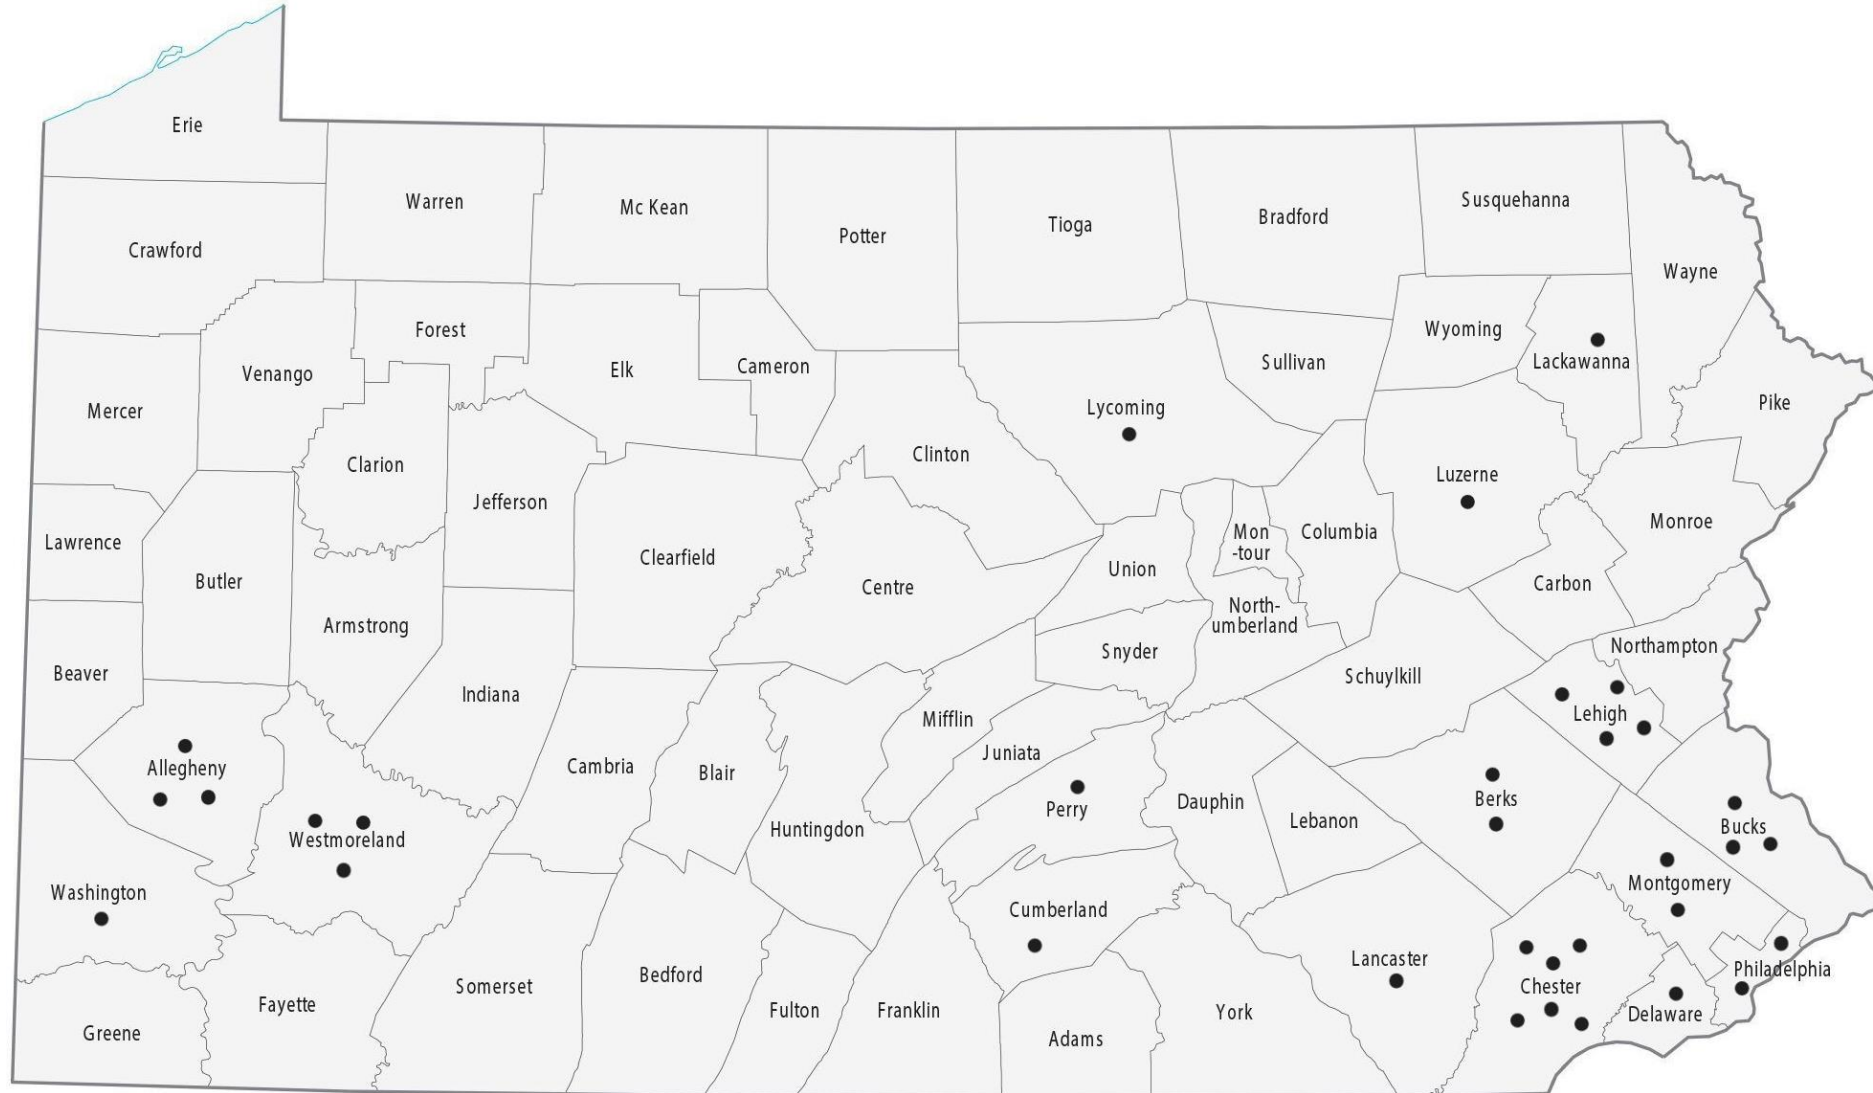 Erie
Warren
Mc Kean
Susquehanna
Bradford
Tioga
Potter
Crawford
Wayne
Forest
Wyoming
Lackawanna
Sullivan
Cameron
Elk
Venango
Pike
Mercer
Lycoming
Clinton
Clarion
Luzerne
Jefferson
Monroe
Columbia
Mon
-tour
Lawrence
Clearfield
Union
Butler
Centre
Carbon
Armstrong
North-
umberland
Northampton
Snyder
Beaver
Schuylkill
Indiana
Mifflin
Lehigh
Juniata
Allegheny
Cambria
Blair
Berks
Dauphin
Perry
Lebanon
Huntingdon
Bucks
Westmoreland
Montgomery
Washington
Cumberland
Lancaster
Philadelphia
Bedford
Somerset
Chester
Fayette
Fulton
Franklin
York
Delaware
Greene
Adams